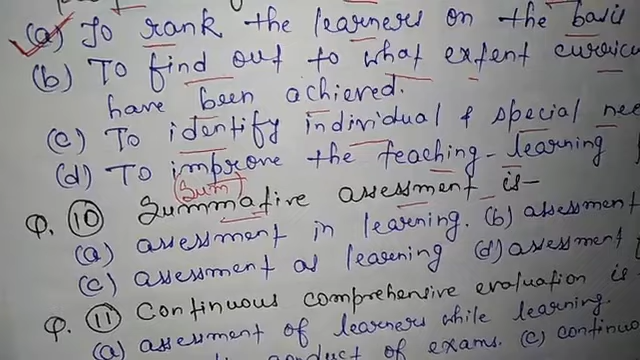 (a) To rank the learners on the basis
(b) To find out to what extent curricu
have been achieved.
(c) To identify individual & special nee
(d) To improve the teaching - learning
(Sum)
Q. 10 Summative assessment is-
(a) assessment in learning. (b) assessment
(c) assessment as learning (d) assessment
Q. 11 Continuous comprehensive evaluation is
(a) assessment of learners while learning.
conduct of exams. (c) continuo